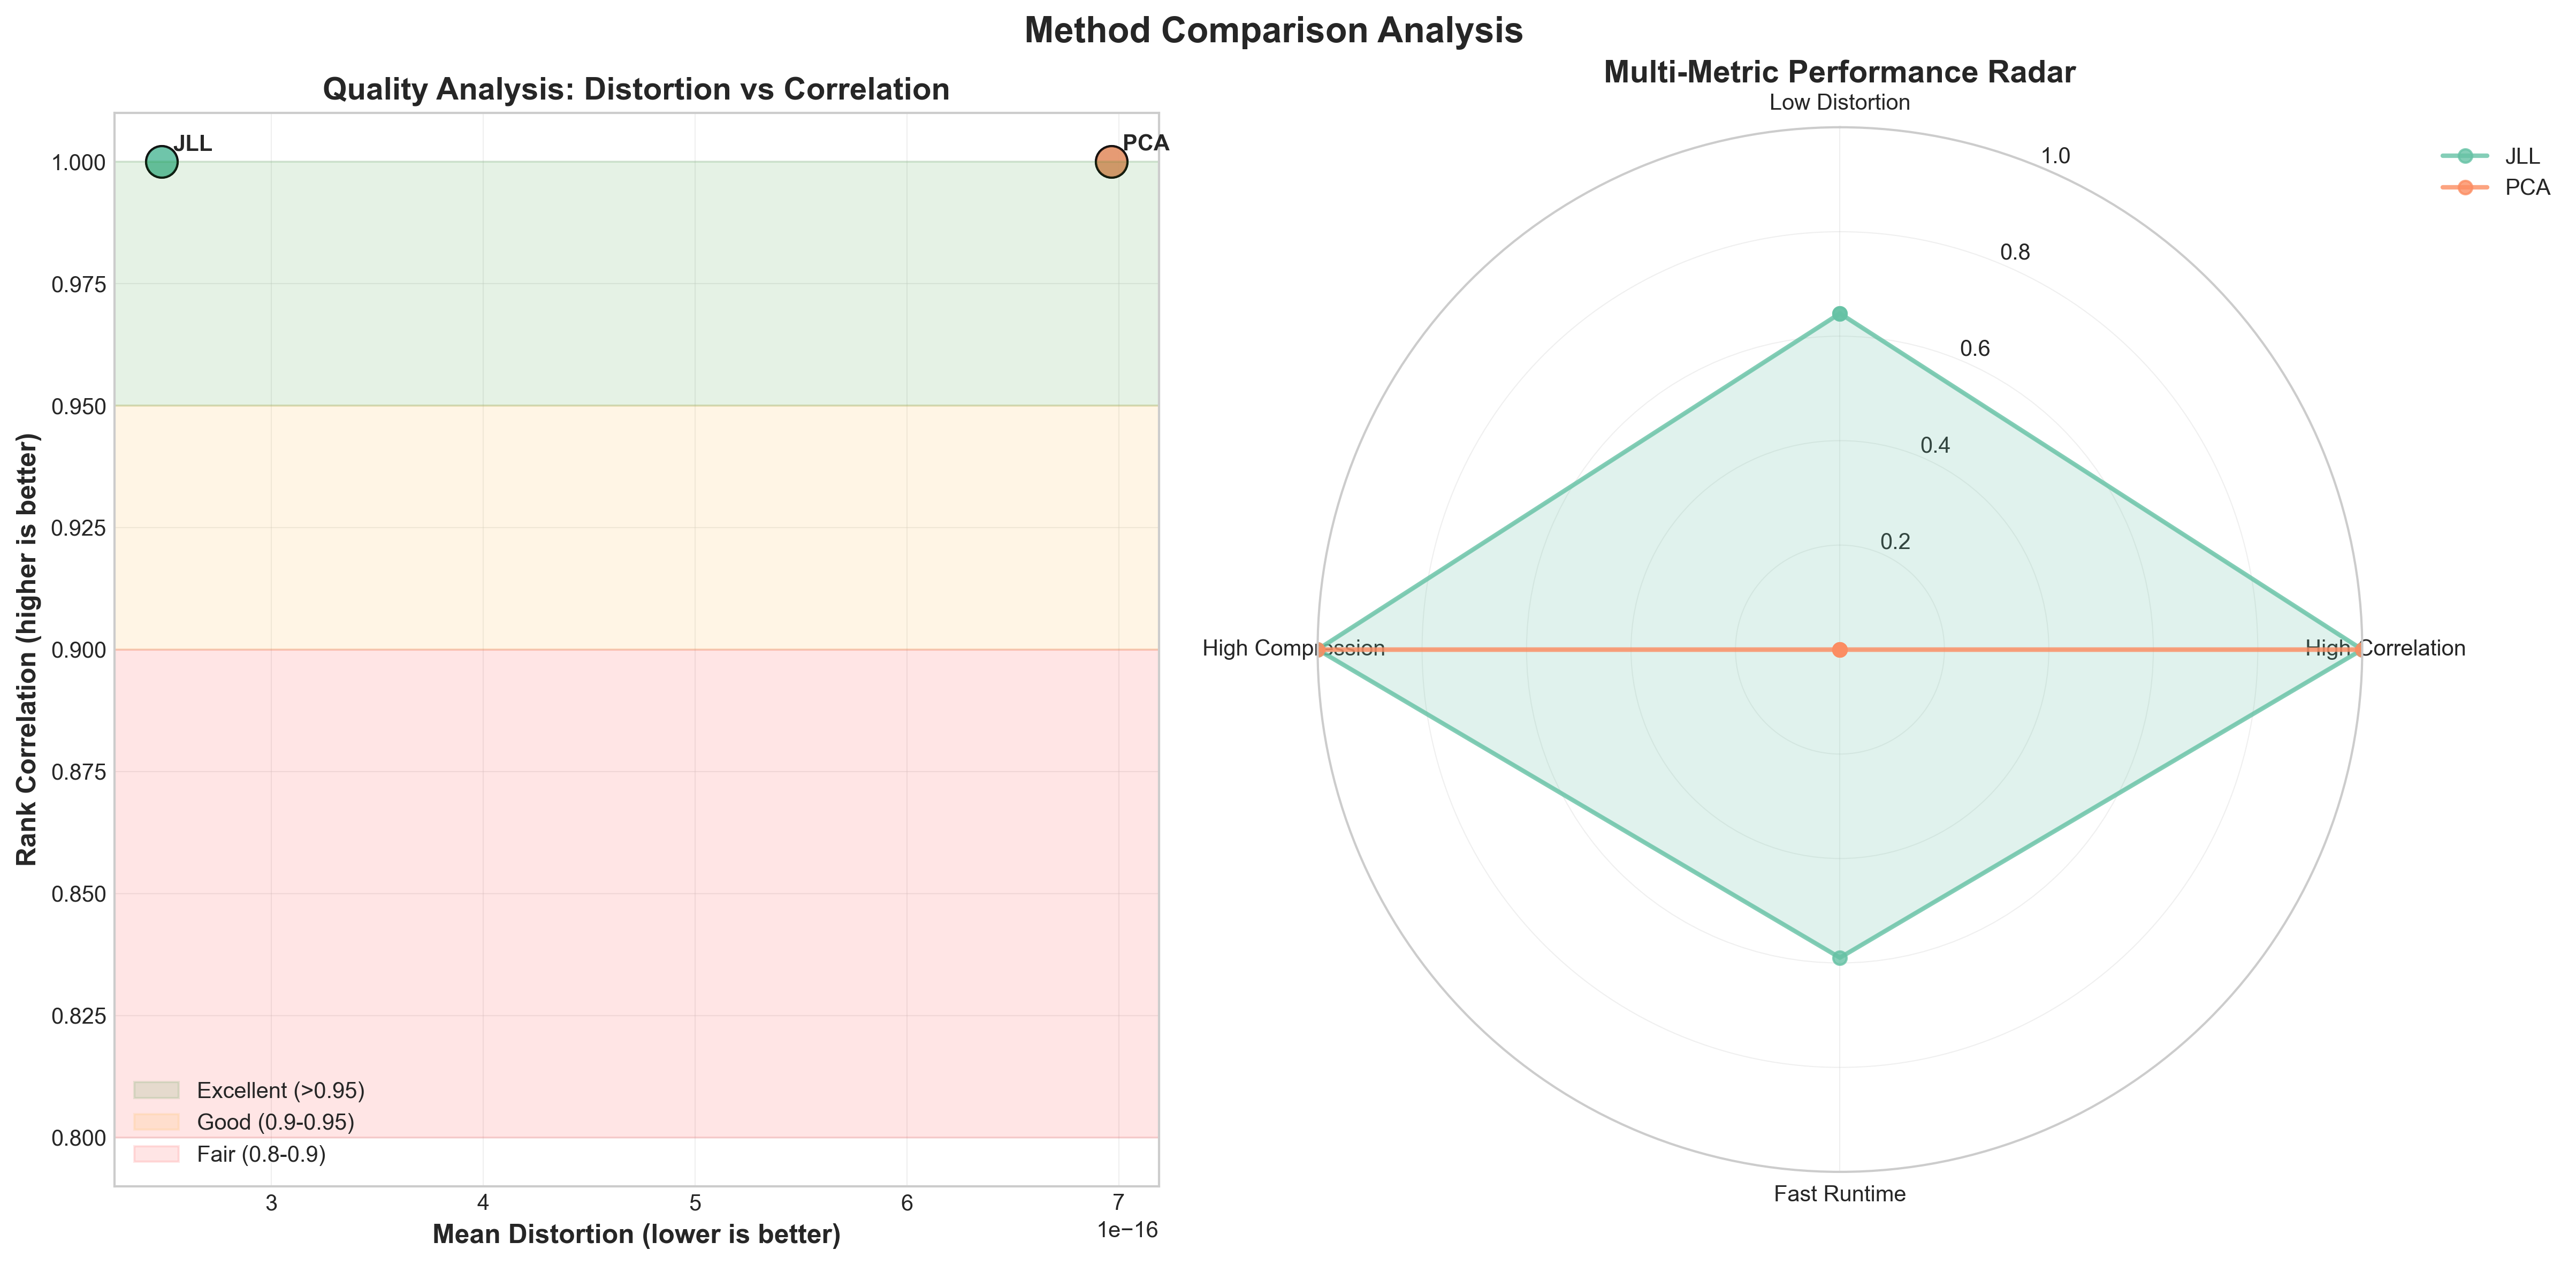 Method Comparison Analysis
Quality Analysis: Distortion vs Correlation
JLL
PCA
1.000
0.975
0.950
0.925
0.900
0.875
0.850
0.825
0.800
Rank Correlation (higher is better)
Excellent (>0.95)
Good (0.9-0.95)
Fair (0.8-0.9)
3
4
5
6
7
1e−16
Mean Distortion (lower is better)
Multi-Metric Performance Radar
Low Distortion
1.0
0.8
0.6
0.4
0.2
High Compression
High Correlation
Fast Runtime
JLL
PCA